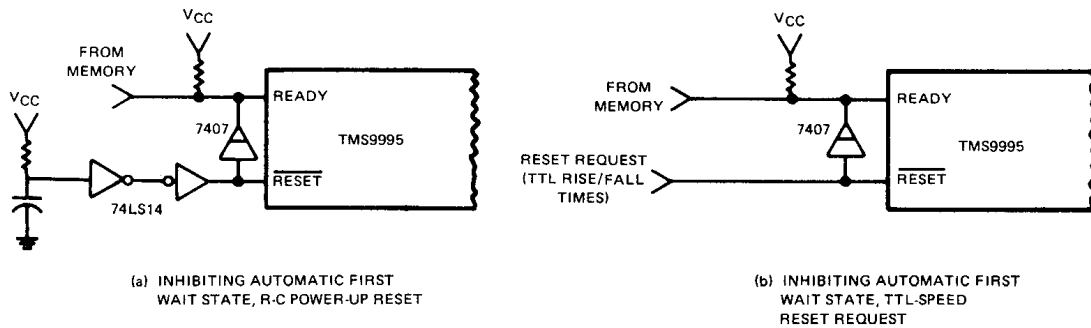 VCC
FROM
MEMORY
VCC
READY
7407
TMS9995
RESET
74LS14
(a) INHIBITING AUTOMATIC FIRST
WAIT STATE, R-C POWER-UP RESET
VCC
FROM
MEMORY
READY
7407
TMS9995
RESET REQUEST
(TTL RISE/FALL
TIMES)
RESET
(b) INHIBITING AUTOMATIC FIRST
WAIT STATE, TTL-SPEED
RESET REQUEST